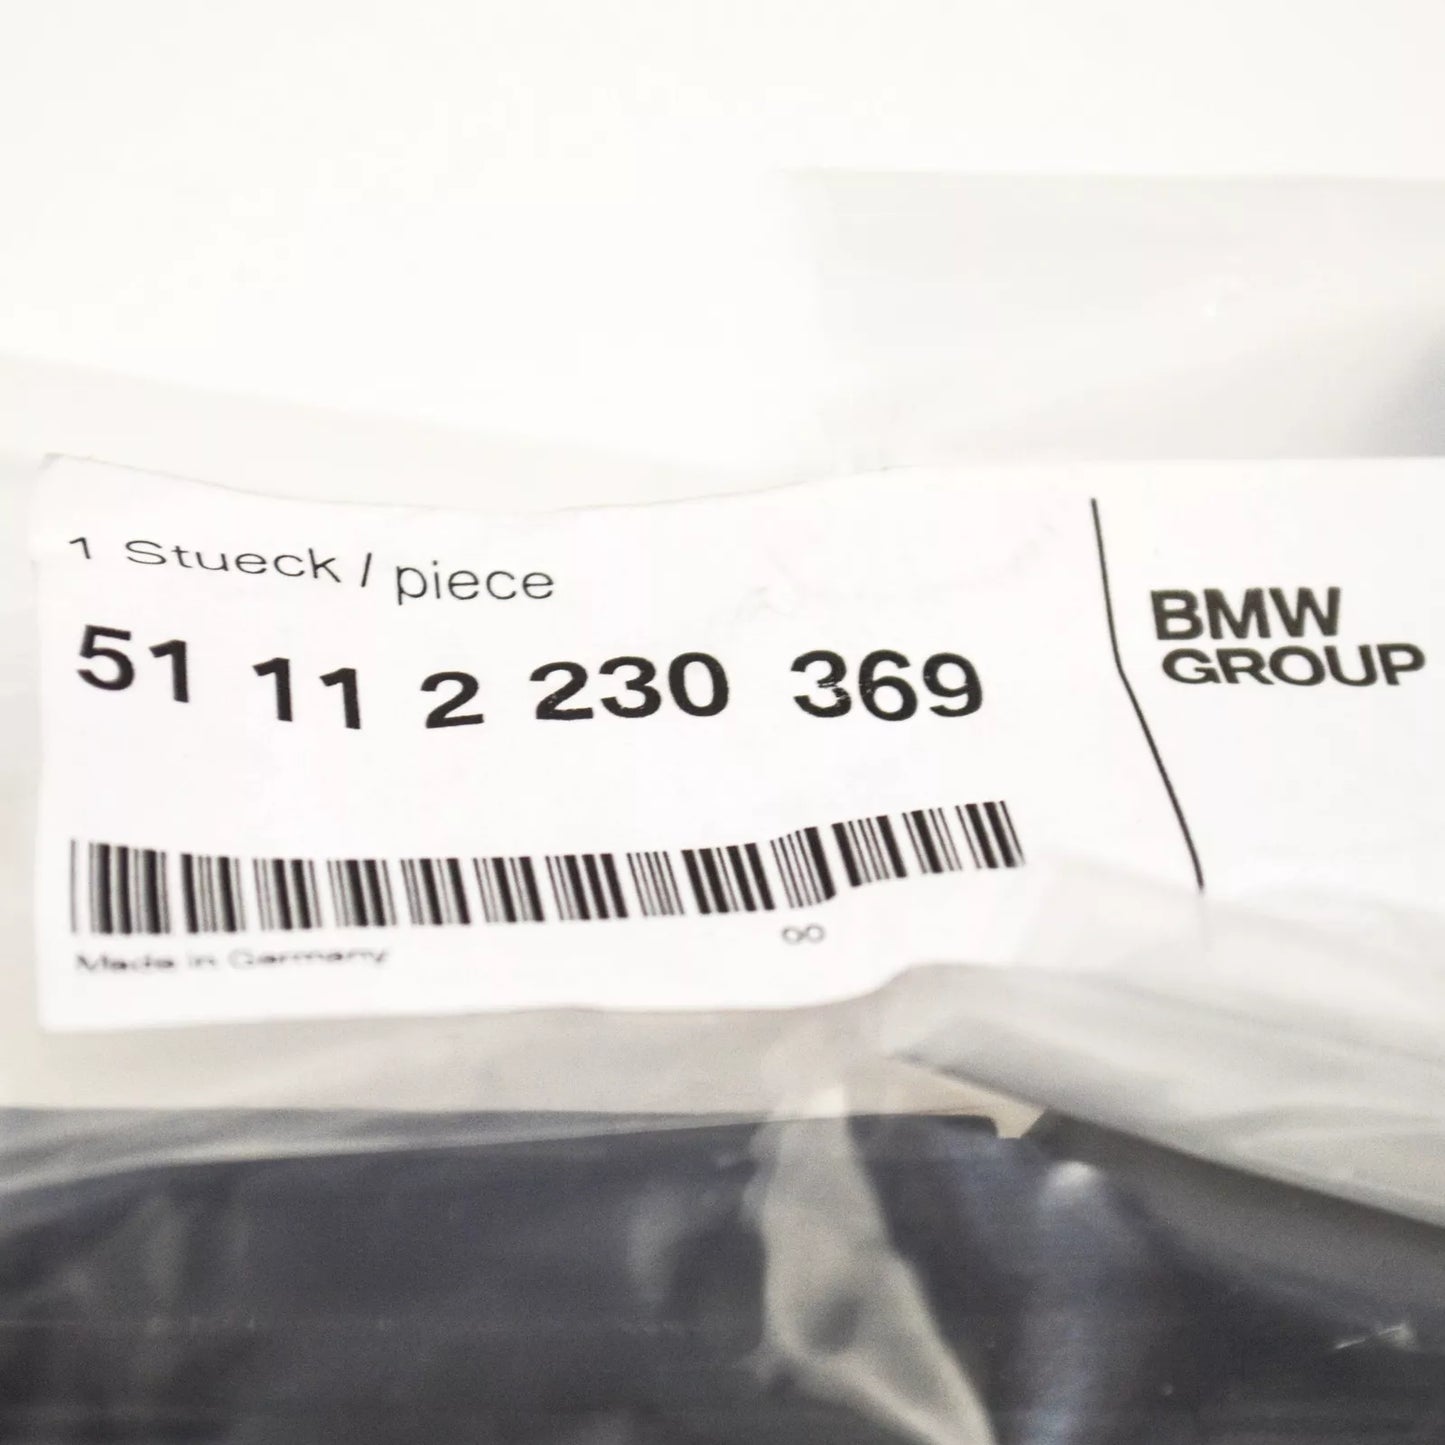 1 Stueck / piece
51 11 2 230 369
BMW
GROUP
00
Made in Germany